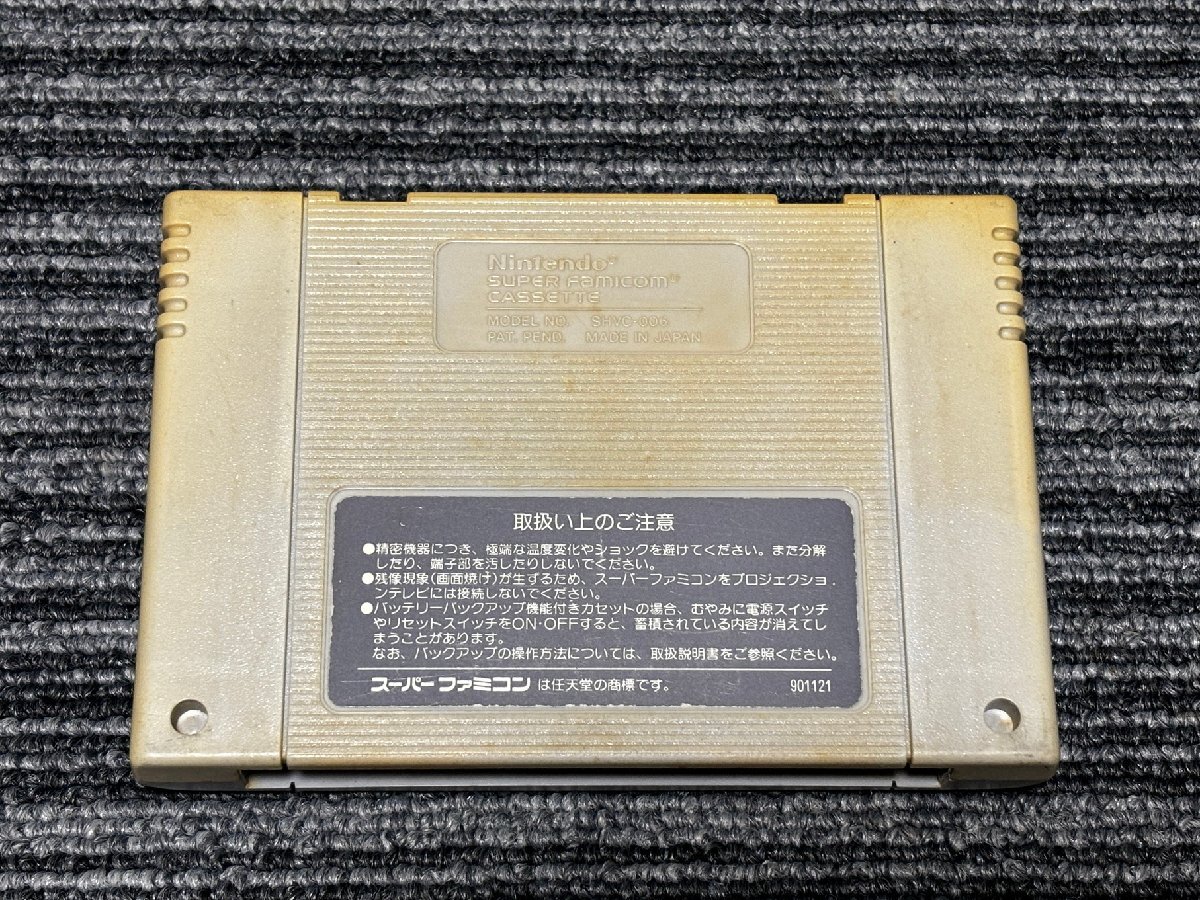 Nintendo®
SUPER Famicom®
CASSETTE
MODEL NO. SHVC-006
PAT. PEND. MADE IN JAPAN
取扱い上のご注意
●精密機器につき、極端な温度変化やショックを避けてください。また分解
したり、端子部を汚したりしないでください。
●残像現象(画面焼け)が生ずるため、スーパーファミコンをプロジェクショ
ンテレビには接続しないでください。
●バッテリーバックアップ機能付きカセットの場合、むやみに電源スイッチ
やリセットスイッチをON・OFFすると、蓄積されている内容が消えてし
まうことがあります。
なお、バックアップの操作方法については、取扱説明書をご参照ください。
スーパーファミコン は任天堂の商標です。 901121